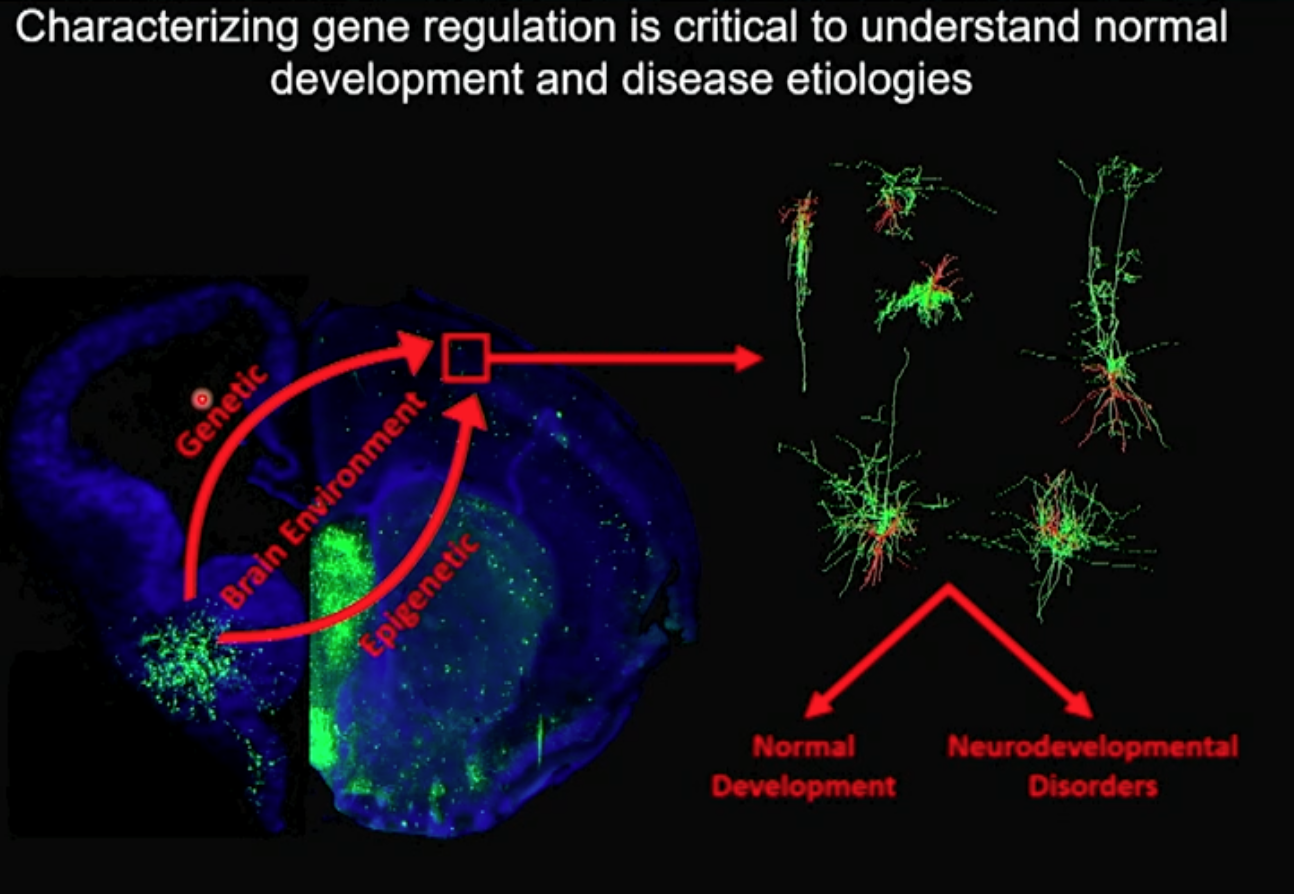 Characterizing gene regulation is critical to understand normal
development and disease etiologies
Genetic
Brain Environment
Epigenetic
Normal
Development
Neurodevelopmental
Disorders